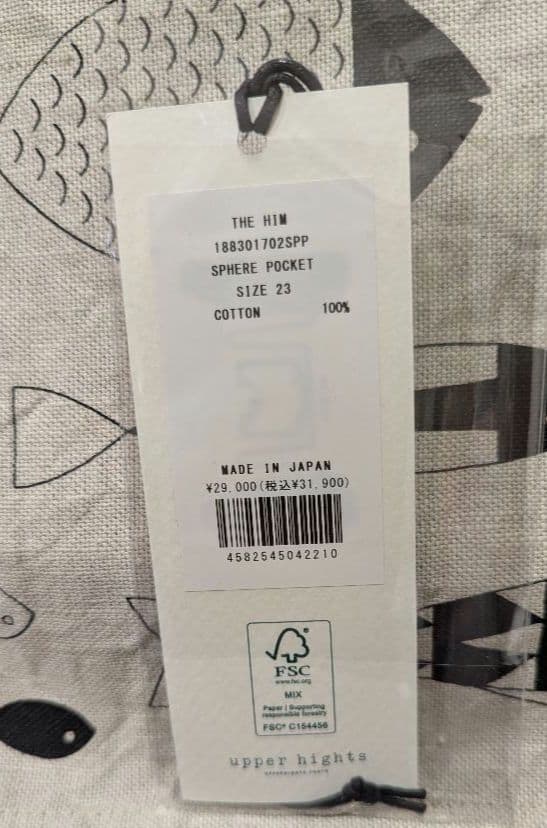 THE HIM
188301702SPP
SPHERE POCKET
SIZE 23
COTTON 100%
MADE IN JAPAN
¥29,000(税込¥31,900)
4582545042210
FSC
www.fsc.org
MIX
Paper | Supporting
responsible forestry
FSC® C154456
upper hights